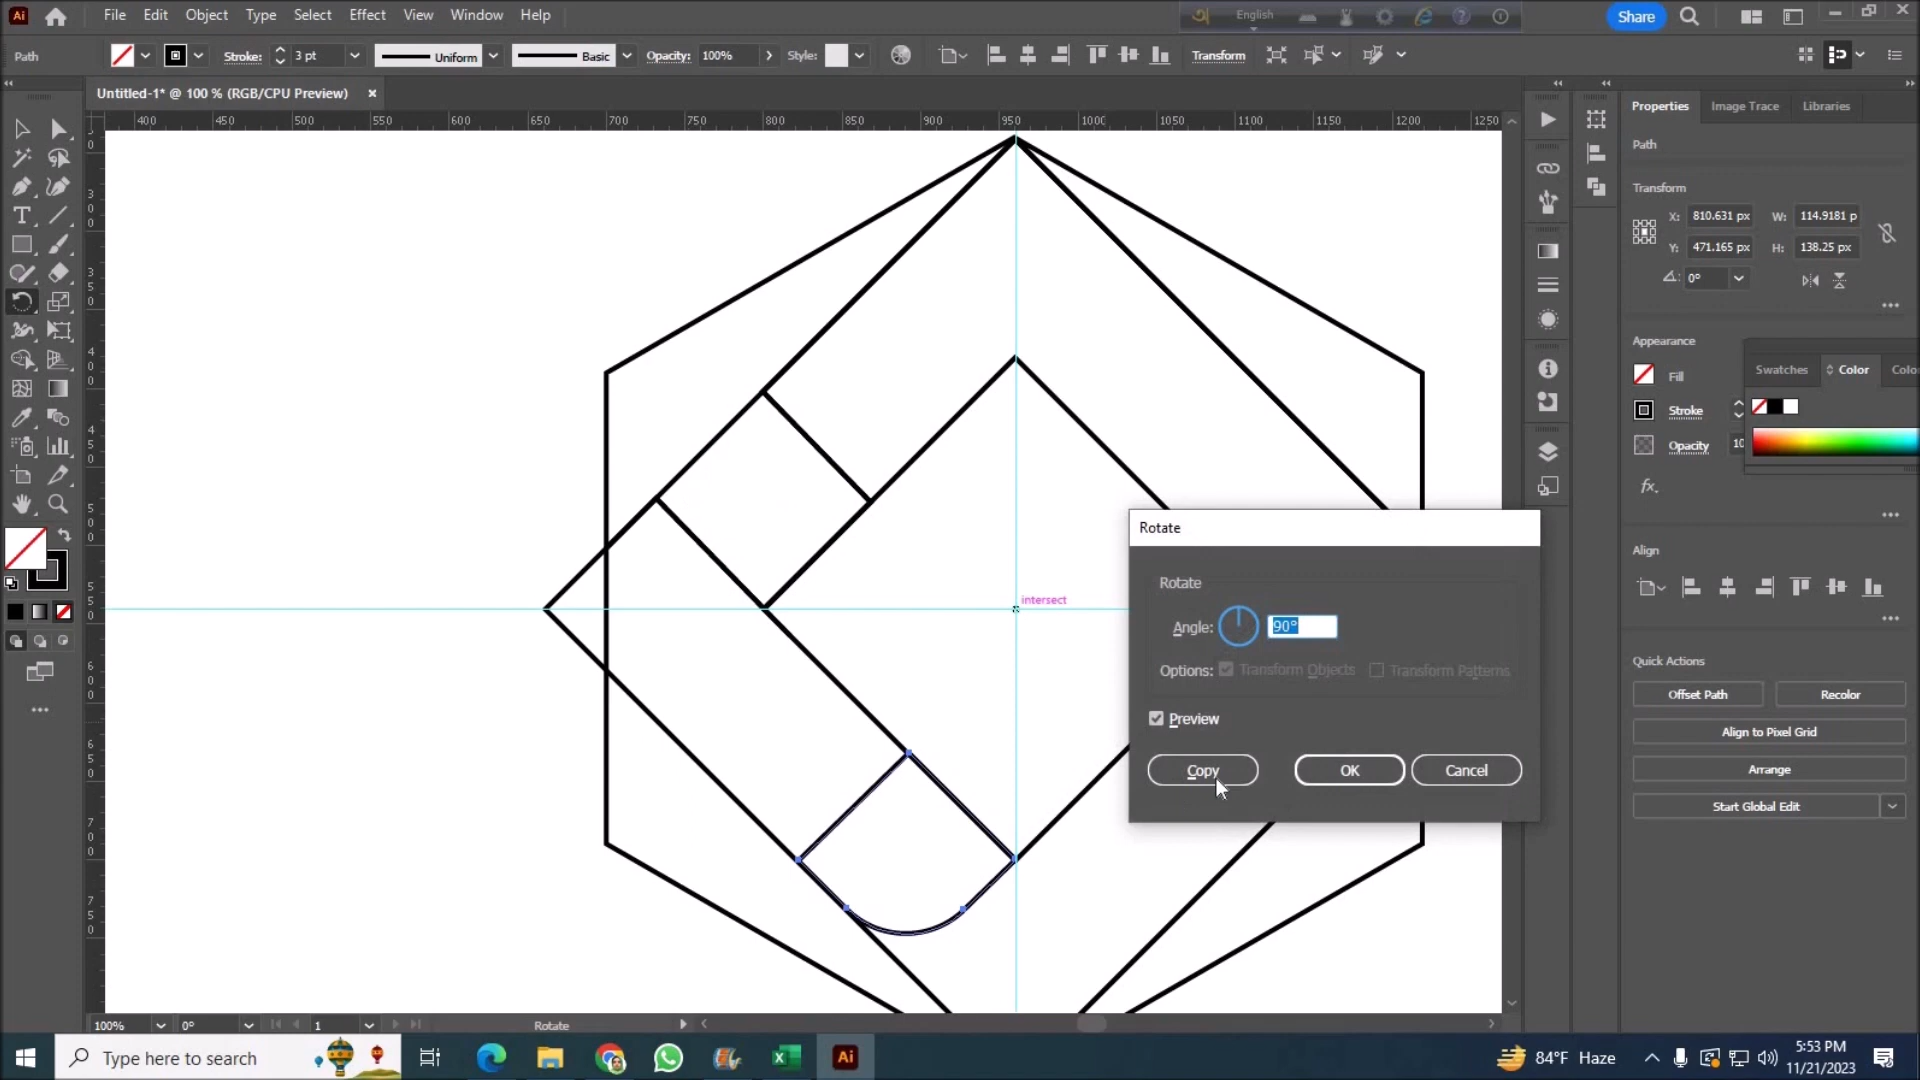 Ai File Edit Object Type Select Effect View Window Help English Share
Path Stroke: 3 pt Uniform Basic Opacity: 100% Style: Transform
Untitled-1* @ 100 % (RGB/CPU Preview)
400 450 500 550 600 650 700 750 800 850 900 950 1000 1050 1100 1150 1200 1250
Properties Image Trace Libraries
Path
Transform
X: 810.631 px W: 114.9181 p
Y: 471.165 px H: 138.25 px
0°
Appearance
Fill
Stroke
Opacity 10
fx.
Swatches Color Colo
Align
Quick Actions
Offset Path Recolor
Align to Pixel Grid
Arrange
Start Global Edit
intersect
Rotate
Rotate
Angle: 90°
Options: Transform Objects Transform Patterns
Preview
Copy OK Cancel
100% 0° 1 Rotate
Type here to search
Ai
84°F Haze
5:53 PM
11/21/2023